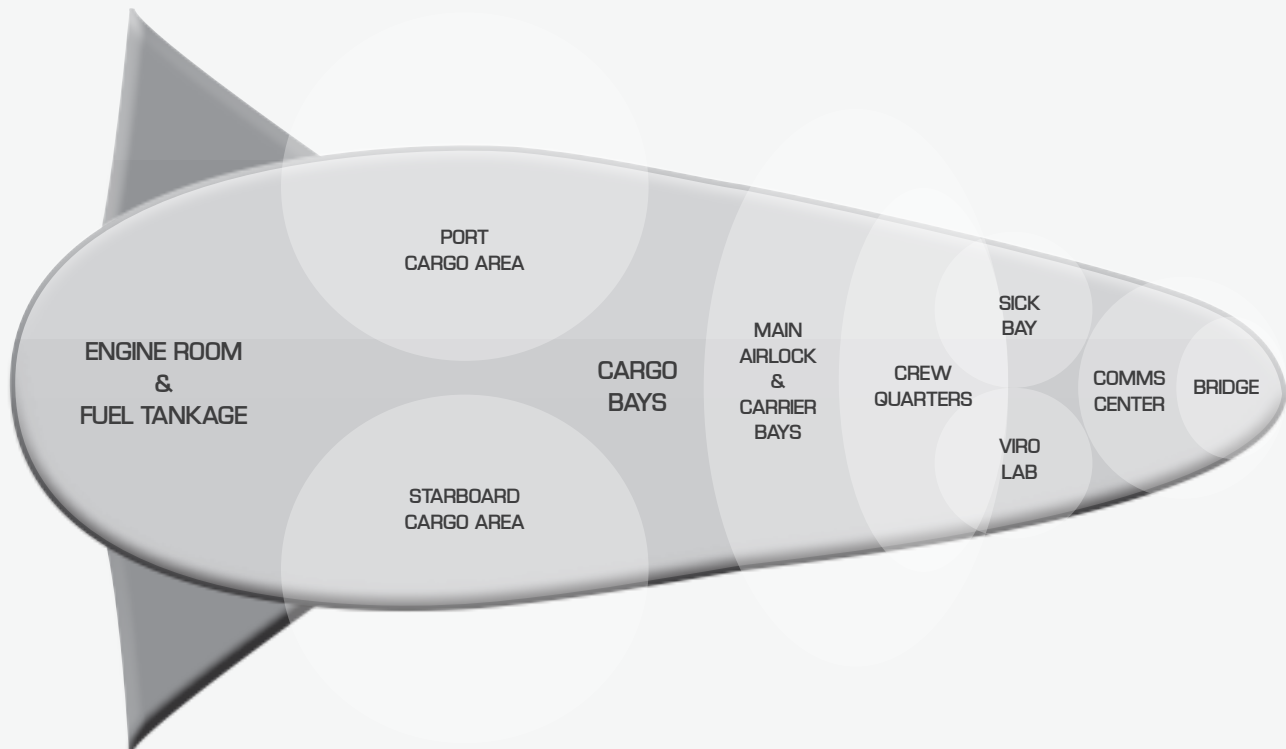 PORT
CARGO AREA
ENGINE ROOM
&
FUEL TANKAGE
STARBOARD
CARGO AREA
CARGO
BAYS
MAIN
AIRLOCK
&
CARRIER
BAYS
CREW
QUARTERS
SICK
BAY
VIRO
LAB
COMMS
CENTER
BRIDGE